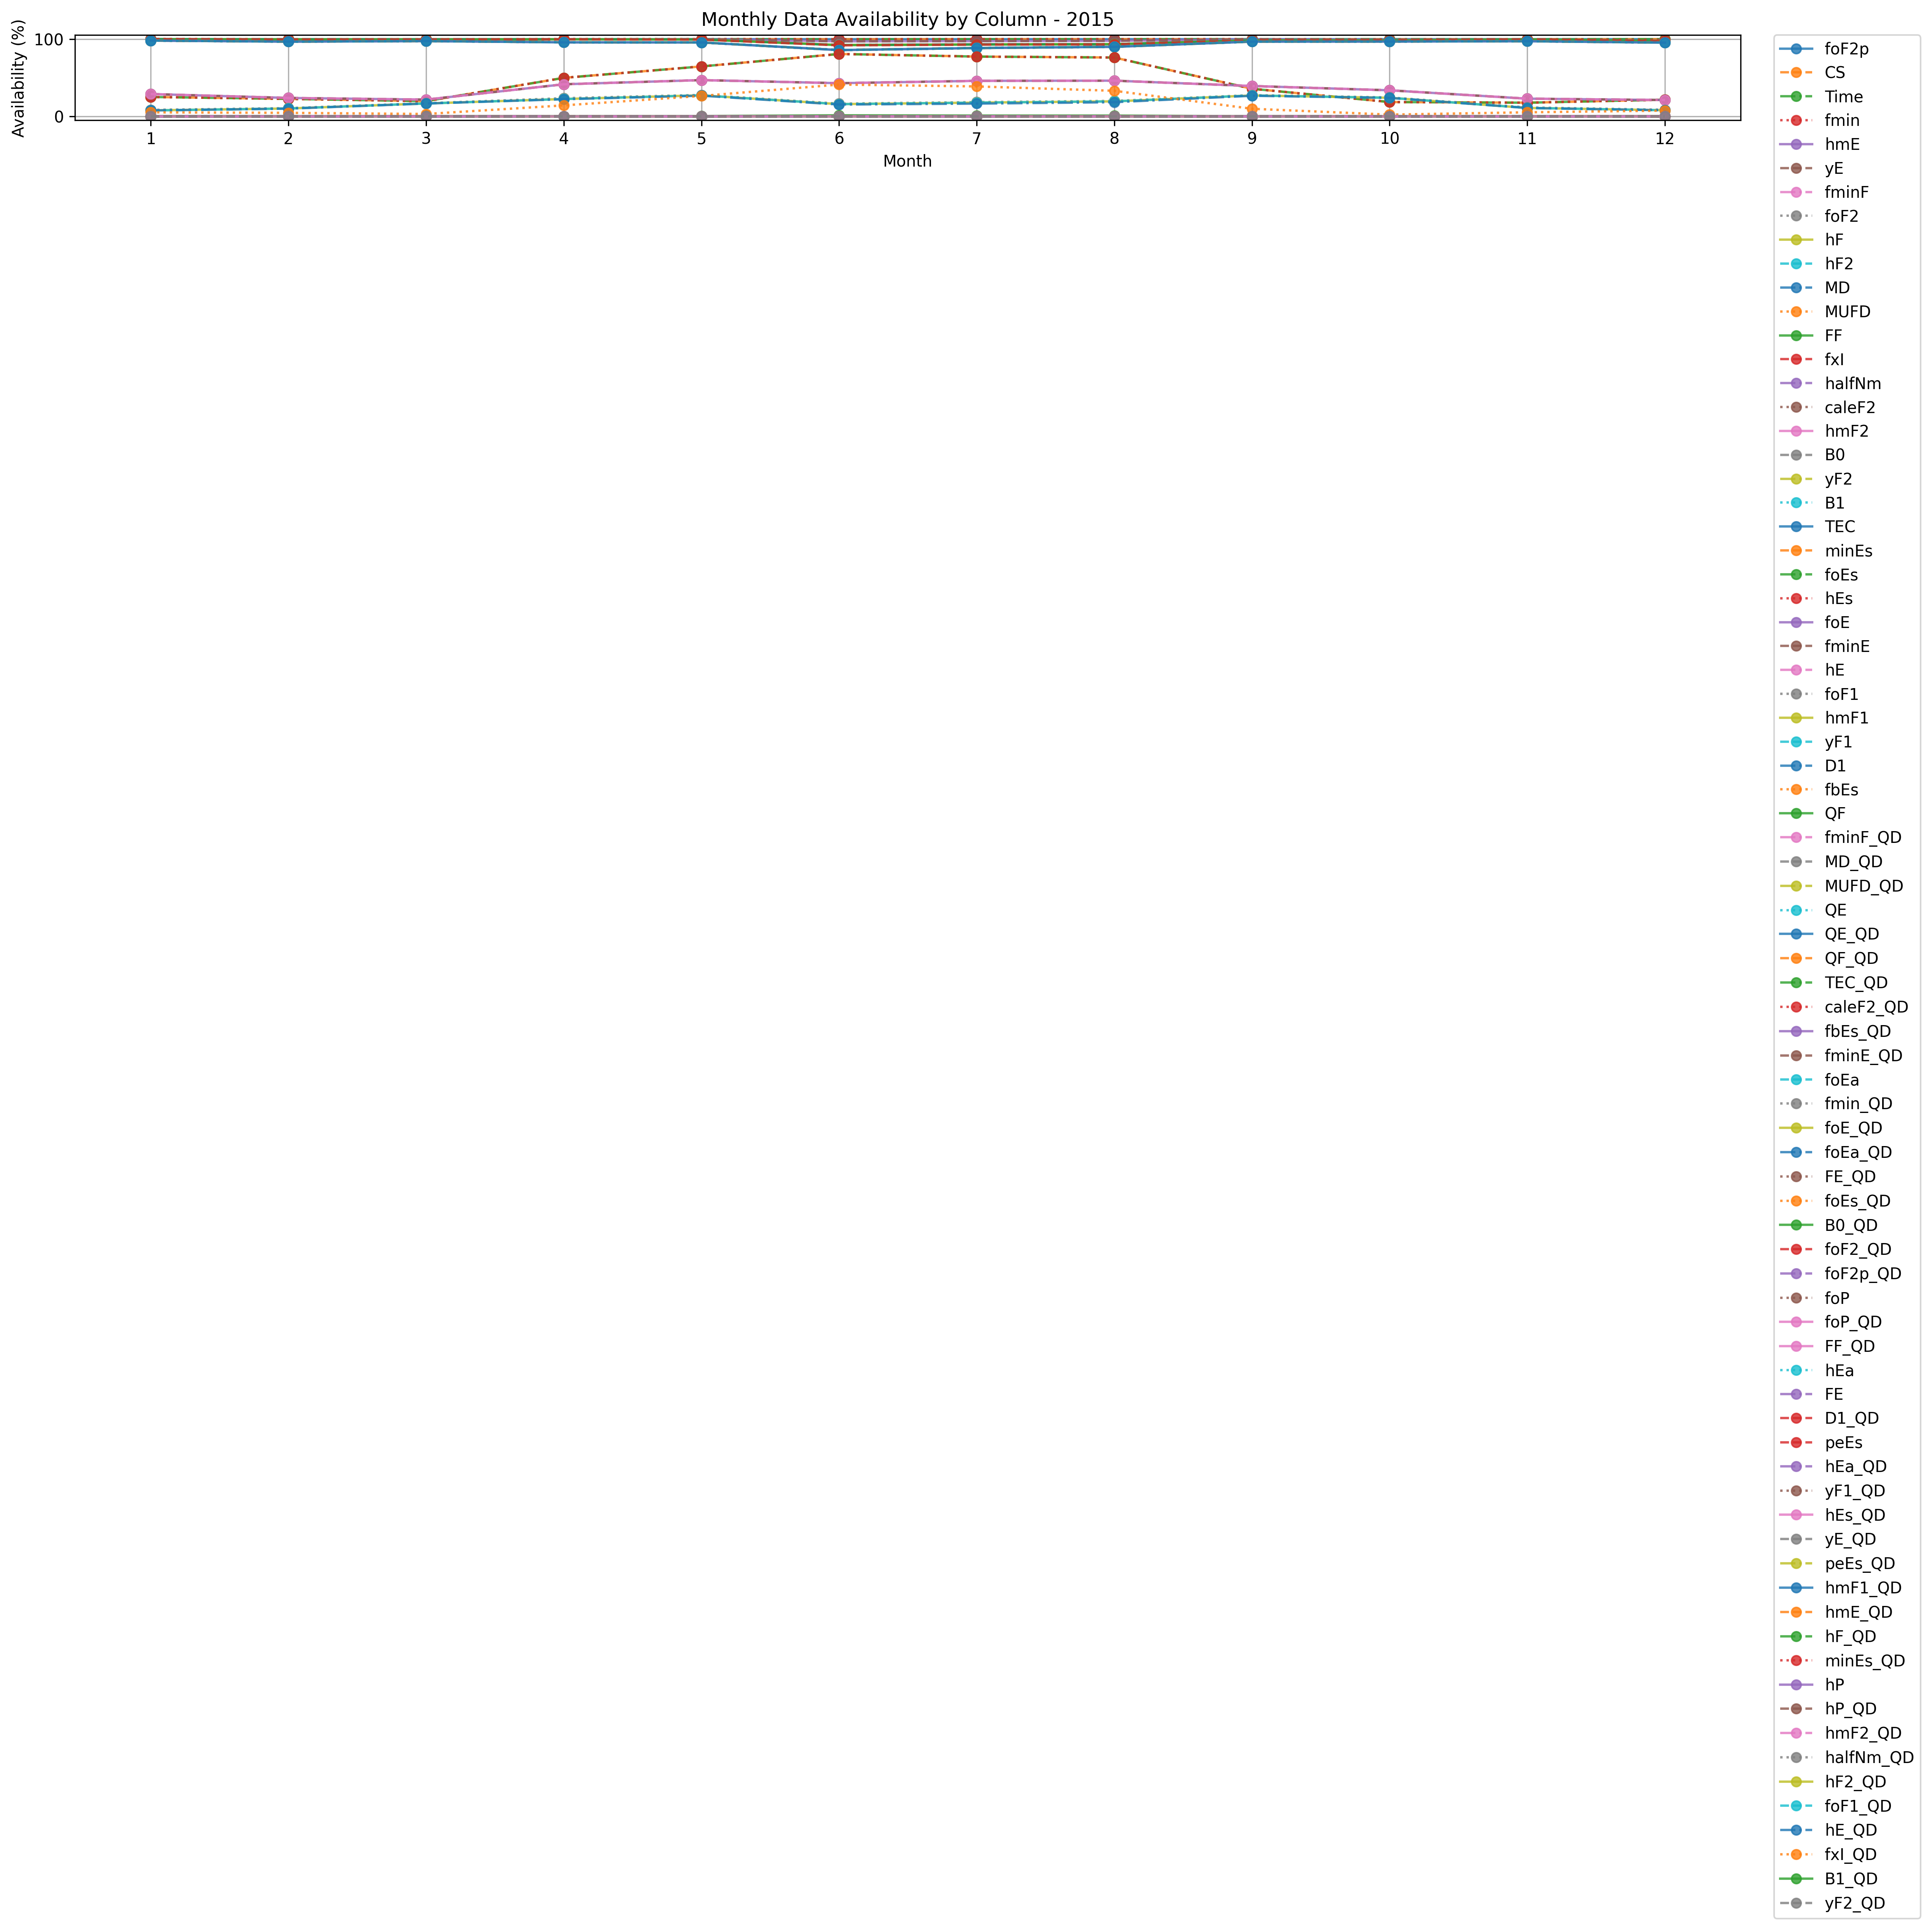 Monthly Data Availability by Column - 2015
Availability (%)
100
0
1 2 3 4 5 6 7 8 9 10 11 12
Month
foF2p
CS
Time
fmin
hmE
yE
fminF
foF2
hF
hF2
MD
MUFD
FF
fxI
halfNm
caleF2
hmF2
B0
yF2
B1
TEC
minEs
foEs
hEs
foE
fminE
hE
foF1
hmF1
yF1
D1
fbEs
QF
fminF_QD
MD_QD
MUFD_QD
QE
QE_QD
QF_QD
TEC_QD
caleF2_QD
fbEs_QD
fminE_QD
foEa
fmin_QD
foE_QD
foEa_QD
FE_QD
foEs_QD
B0_QD
foF2_QD
foF2p_QD
foP
foP_QD
FF_QD
hEa
FE
D1_QD
peEs
hEa_QD
yF1_QD
hEs_QD
yE_QD
peEs_QD
hmF1_QD
hmE_QD
hF_QD
minEs_QD
hP
hP_QD
hmF2_QD
halfNm_QD
hF2_QD
foF1_QD
hE_QD
fxI_QD
B1_QD
yF2_QD